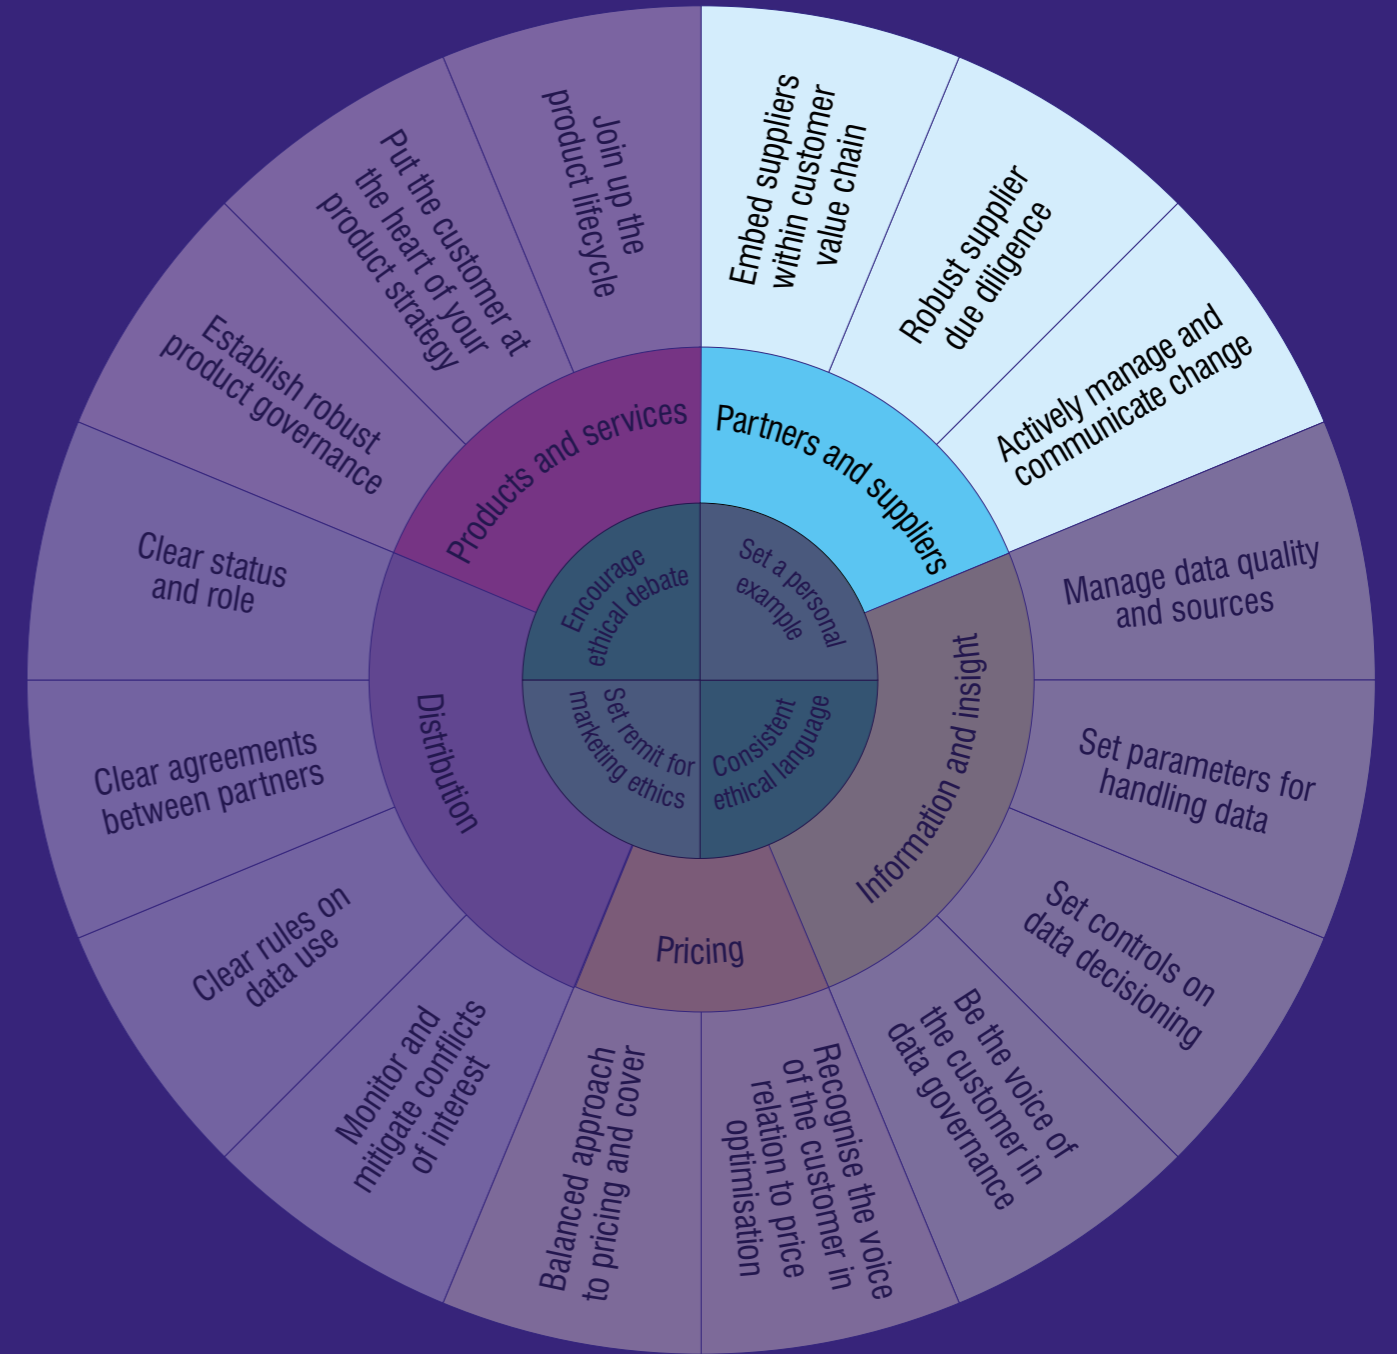 Embed suppliers
within customer
value chain
Robust supplier
due diligence
Actively manage and
communicate change
Manage data quality
and sources
Set parameters for
handling data
Set controls on
data decisioning
Be the voice of
the customer in
data governance
Recognise the voice
of the customer in
relation to price
optimisation
Balanced approach
to pricing and cover
Monitor and
mitigate conflicts
of interest
Clear rules on
data use
Clear agreements
between partners
Clear status
and role
Establish robust
product governance
Put the customer at
the heart of your
product strategy
Join up the
product lifecycle
Partners and suppliers
Information and insight
Pricing
Distribution
Products and services
Set a personal
example
Consistent
ethical language
Set remit for
marketing ethics
Encourage
ethical debate